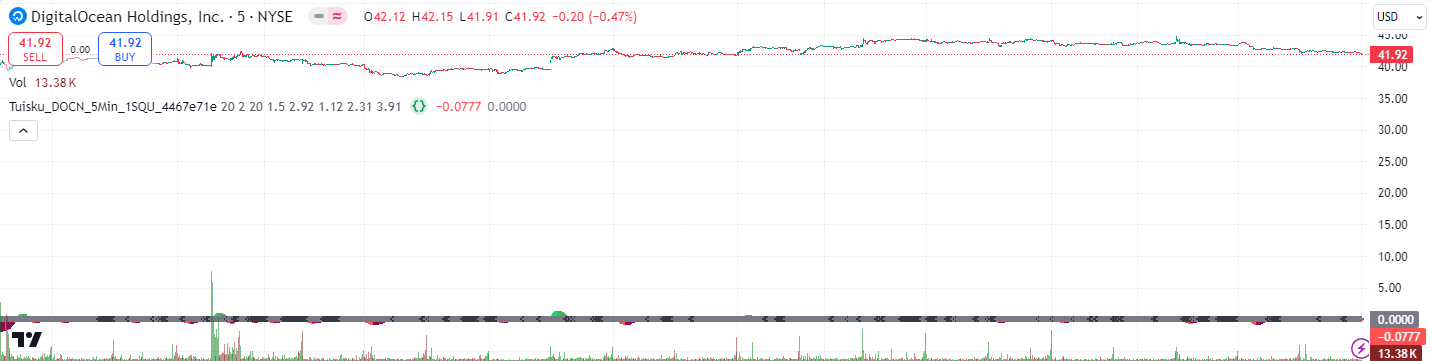 DigitalOcean Holdings, Inc. · 5 · NYSE O42.12 H42.15 L41.91 C41.92 −0.20 (−0.47%)
USD
41.92
SELL
0.00
41.92
BUY
Vol 13.38 K
Tuisku_DOCN_5Min_1SQU_4467e71e 20 2 20 1.5 2.92 1.12 2.31 3.91 {} −0.0777 0.0000
45.00
41.92
40.00
35.00
30.00
25.00
20.00
15.00
10.00
5.00
0.0000
−0.0777
13.38 K